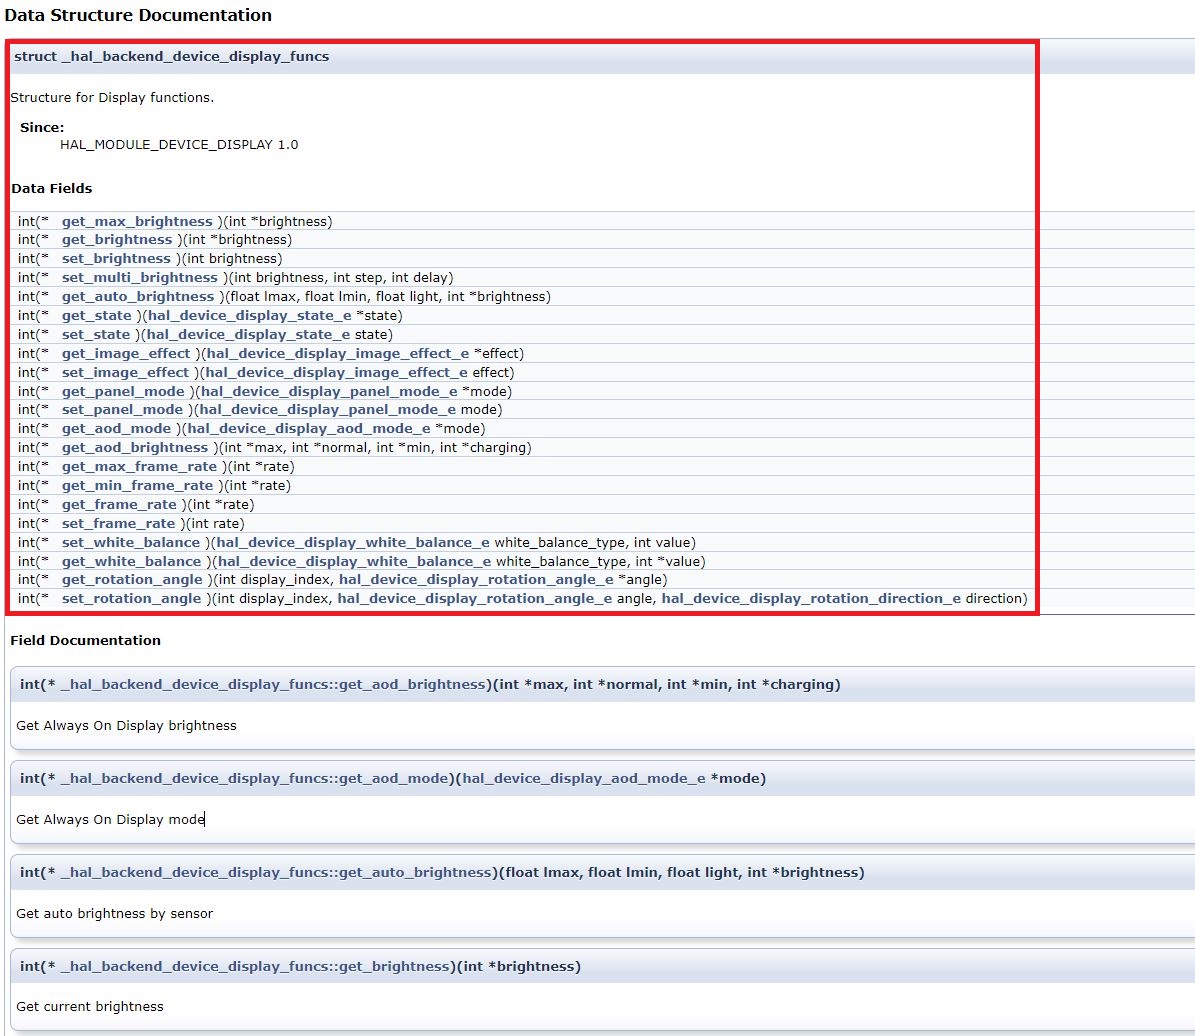 Data Structure Documentation
struct _hal_backend_device_display_funcs
Structure for Display functions.
Since:
HAL_MODULE_DEVICE_DISPLAY 1.0
Data Fields
int(* get_max_brightness )(int *brightness)
int(* get_brightness )(int *brightness)
int(* set_brightness )(int brightness)
int(* set_multi_brightness )(int brightness, int step, int delay)
int(* get_auto_brightness )(float lmax, float lmin, float light, int *brightness)
int(* get_state )(hal_device_display_state_e *state)
int(* set_state )(hal_device_display_state_e state)
int(* get_image_effect )(hal_device_display_image_effect_e *effect)
int(* set_image_effect )(hal_device_display_image_effect_e effect)
int(* get_panel_mode )(hal_device_display_panel_mode_e *mode)
int(* set_panel_mode )(hal_device_display_panel_mode_e mode)
int(* get_aod_mode )(hal_device_display_aod_mode_e *mode)
int(* get_aod_brightness )(int *max, int *normal, int *min, int *charging)
int(* get_max_frame_rate )(int *rate)
int(* get_min_frame_rate )(int *rate)
int(* get_frame_rate )(int *rate)
int(* set_frame_rate )(int rate)
int(* set_white_balance )(hal_device_display_white_balance_e white_balance_type, int value)
int(* get_white_balance )(hal_device_display_white_balance_e white_balance_type, int *value)
int(* get_rotation_angle )(int display_index, hal_device_display_rotation_angle_e *angle)
int(* set_rotation_angle )(int display_index, hal_device_display_rotation_angle_e angle, hal_device_display_rotation_direction_e direction)
Field Documentation
int(* _hal_backend_device_display_funcs::get_aod_brightness)(int *max, int *normal, int *min, int *charging)
Get Always On Display brightness
int(* _hal_backend_device_display_funcs::get_aod_mode)(hal_device_display_aod_mode_e *mode)
Get Always On Display mode
int(* _hal_backend_device_display_funcs::get_auto_brightness)(float lmax, float lmin, float light, int *brightness)
Get auto brightness by sensor
int(* _hal_backend_device_display_funcs::get_brightness)(int *brightness)
Get current brightness